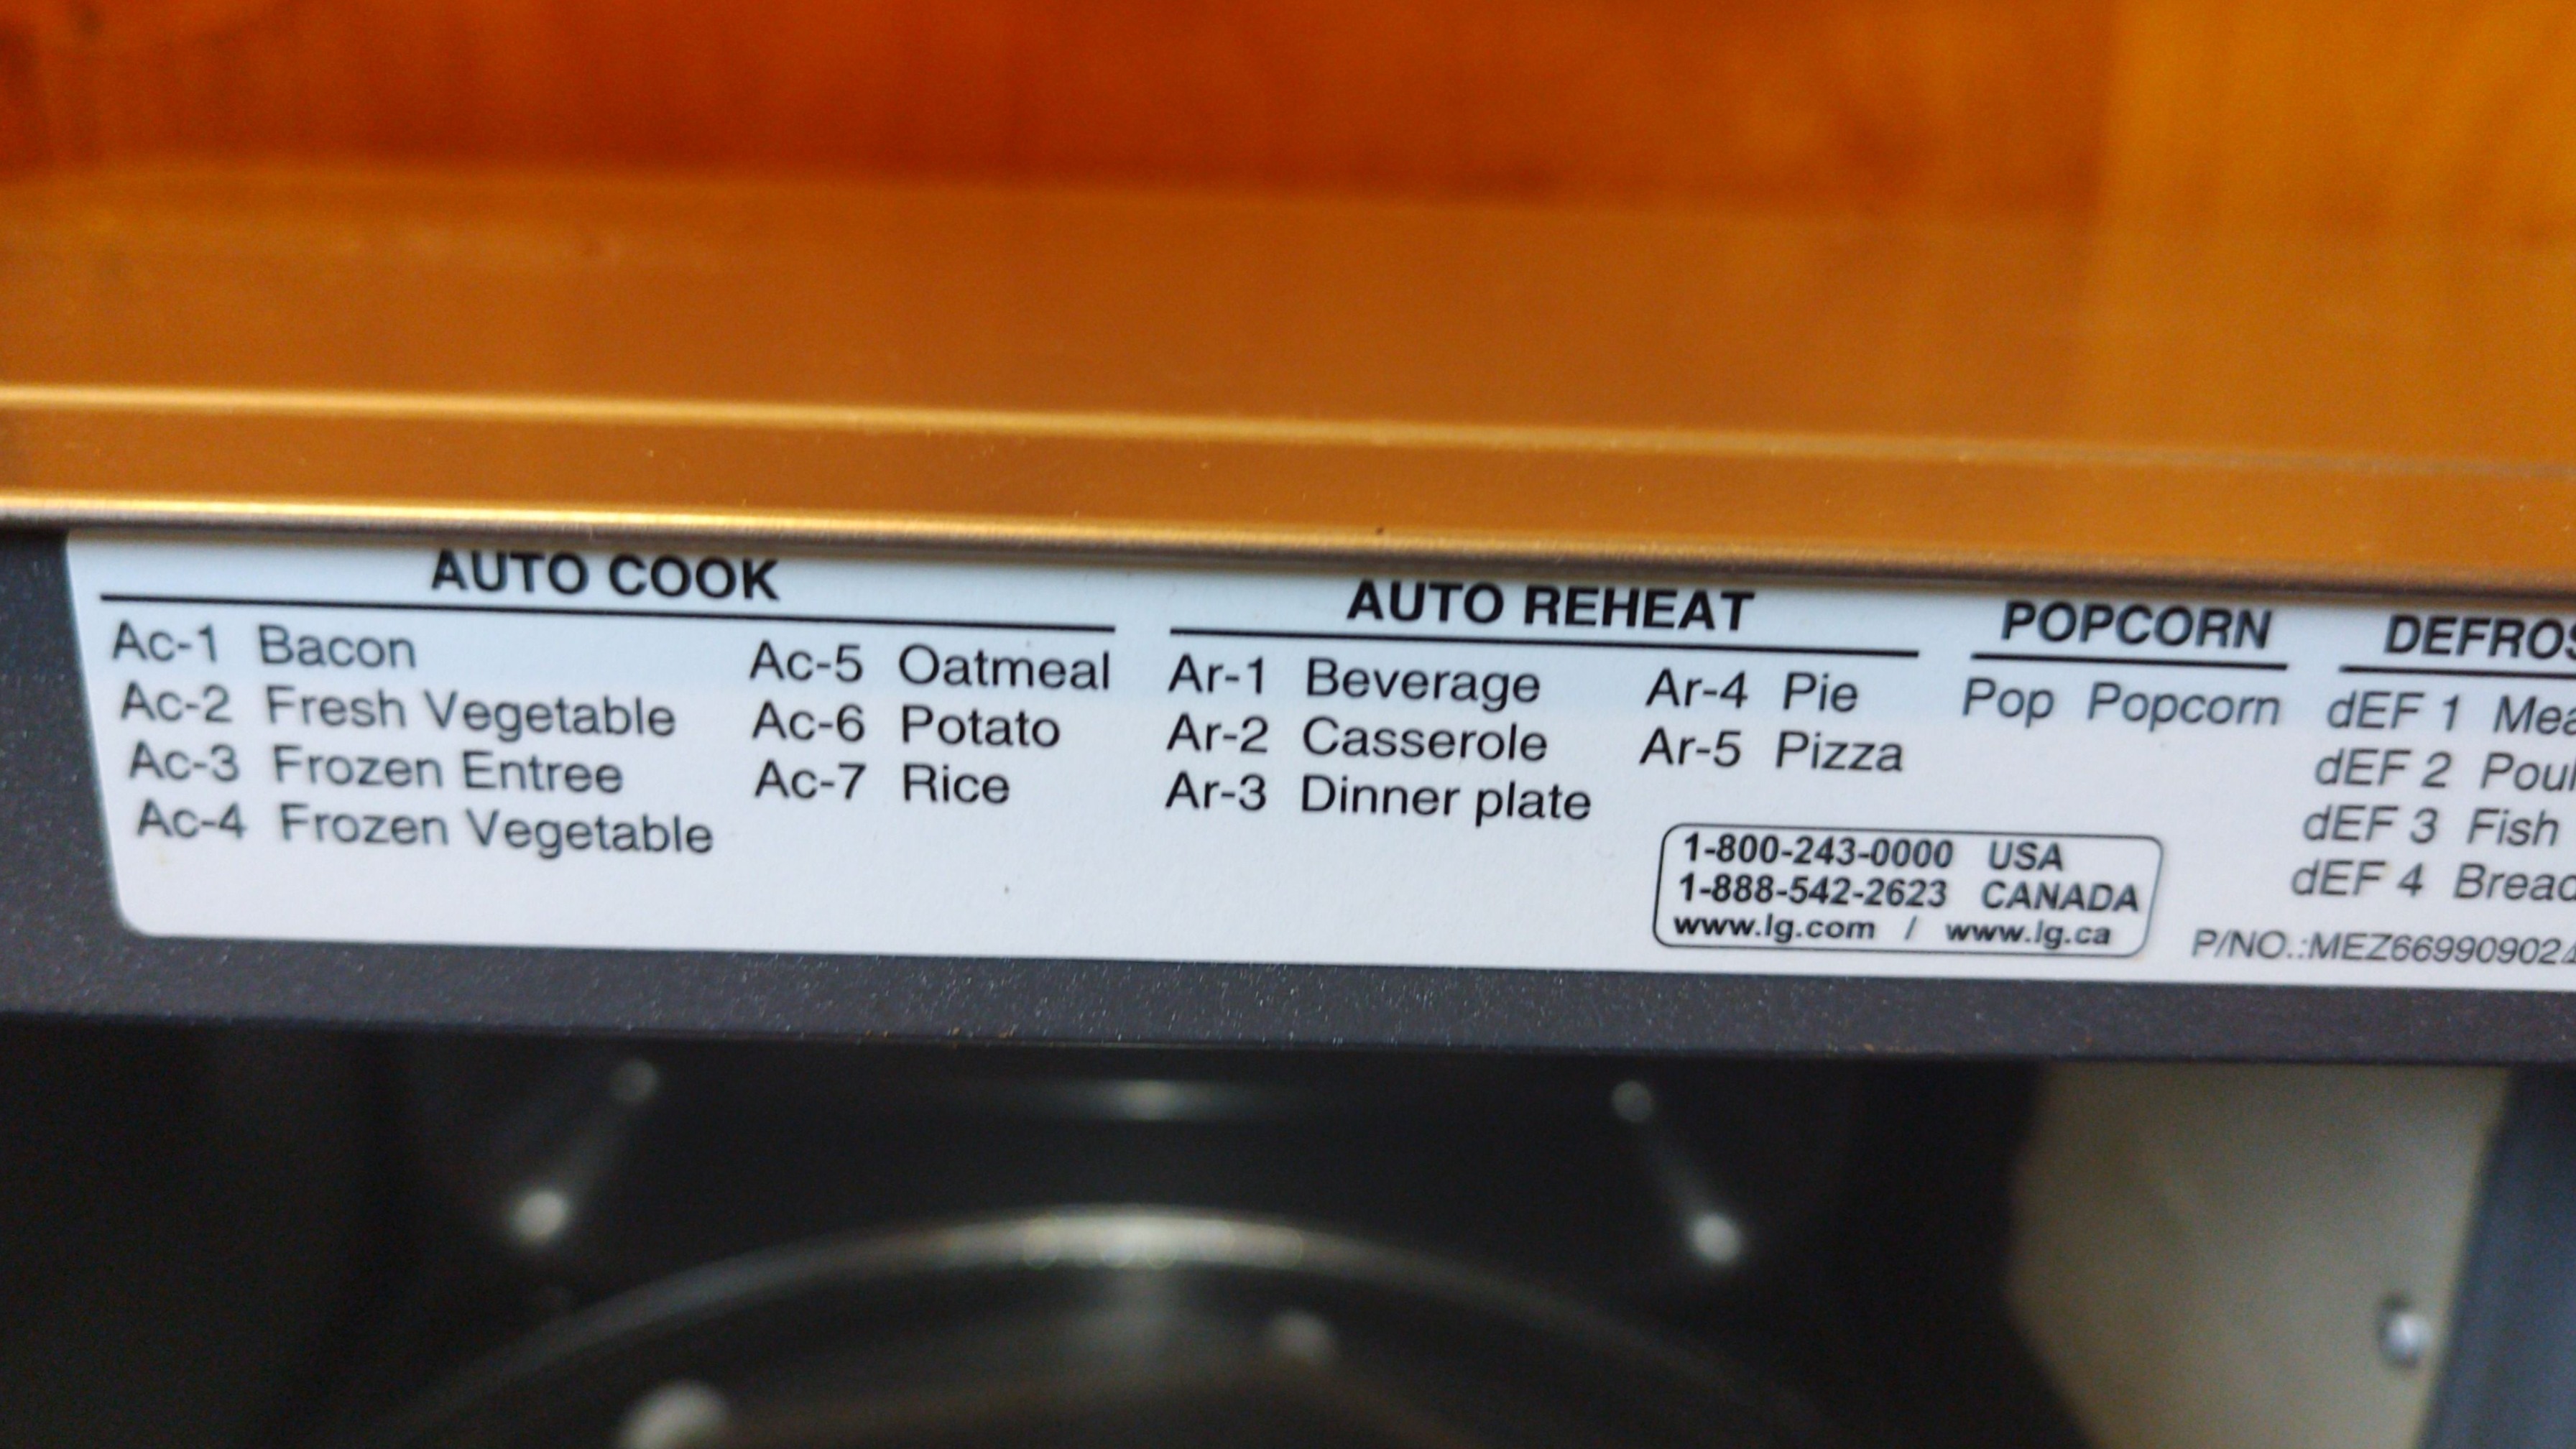 AUTO COOK
Ac-1 Bacon
Ac-2 Fresh Vegetable
Ac-3 Frozen Entree
Ac-4 Frozen Vegetable
Ac-5 Oatmeal
Ac-6 Potato
Ac-7 Rice
AUTO REHEAT
Ar-1 Beverage
Ar-2 Casserole
Ar-3 Dinner plate
Ar-4 Pie
Ar-5 Pizza
POPCORN
Pop Popcorn
1-800-243-0000 USA
1-888-542-2623 CANADA
www.lg.com / www.lg.ca
dEF 1
dEF 2
dEF 3 Fish
dEF 4
P/NO.:MEZ66990902